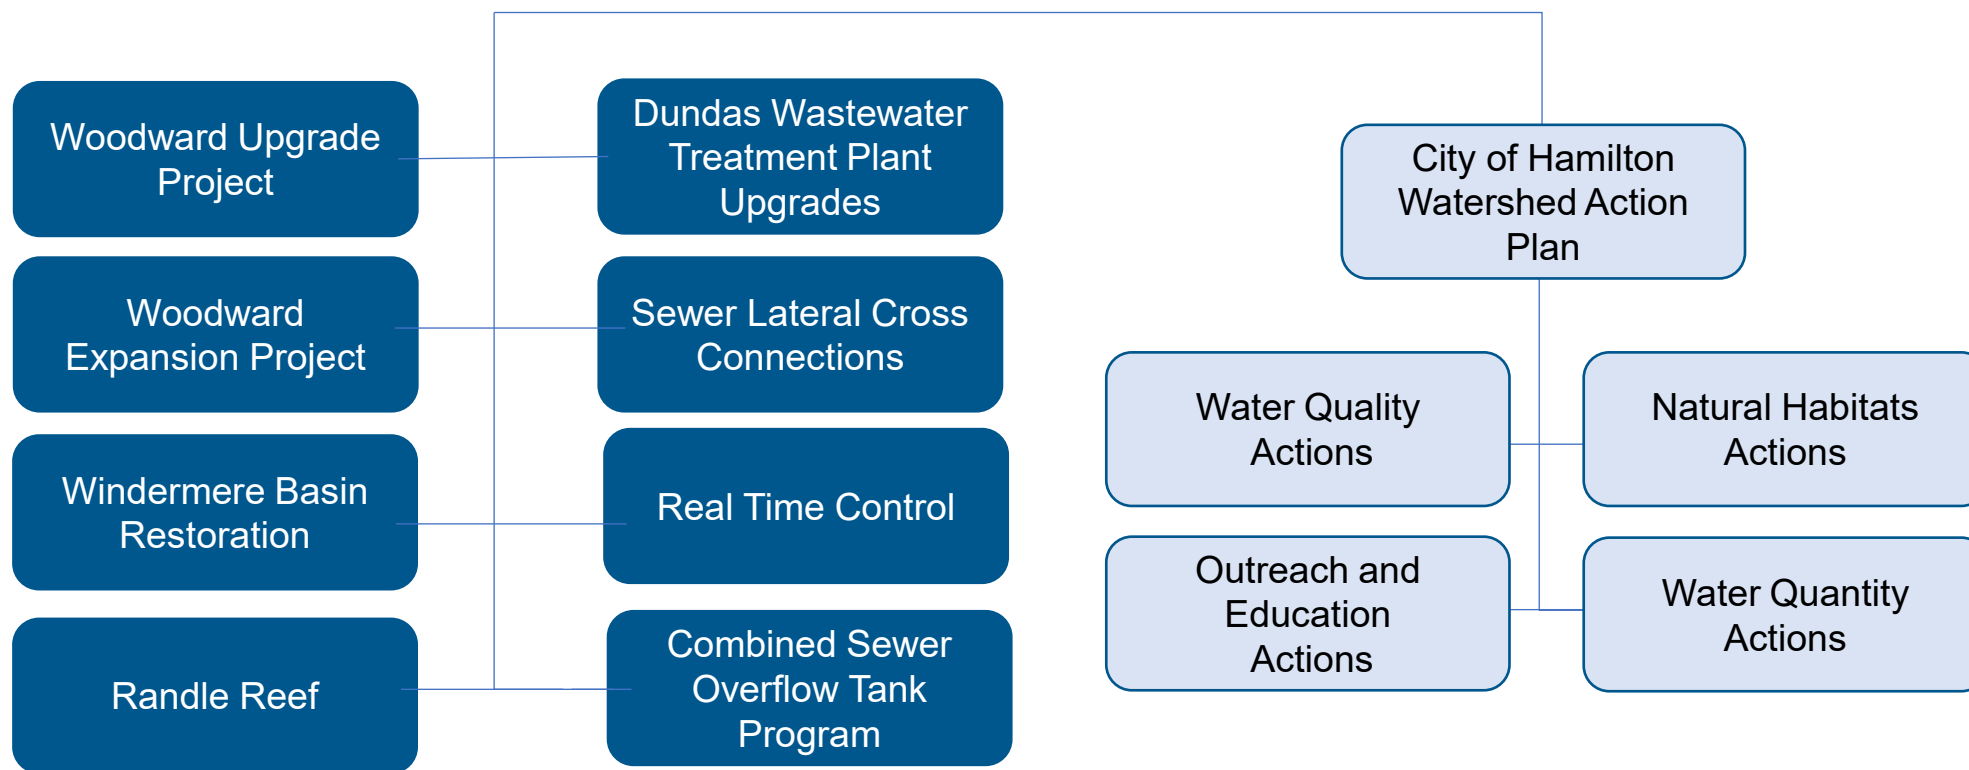 Woodward Upgrade
Project
Dundas Wastewater
Treatment Plant
Upgrades
Woodward
Expansion Project
Sewer Lateral Cross
Connections
Windermere Basin
Restoration
Real Time Control
Randle Reef
Combined Sewer
Overflow Tank
Program
City of Hamilton
Watershed Action
Plan
Water Quality
Actions
Natural Habitats
Actions
Outreach and
Education
Actions
Water Quantity
Actions